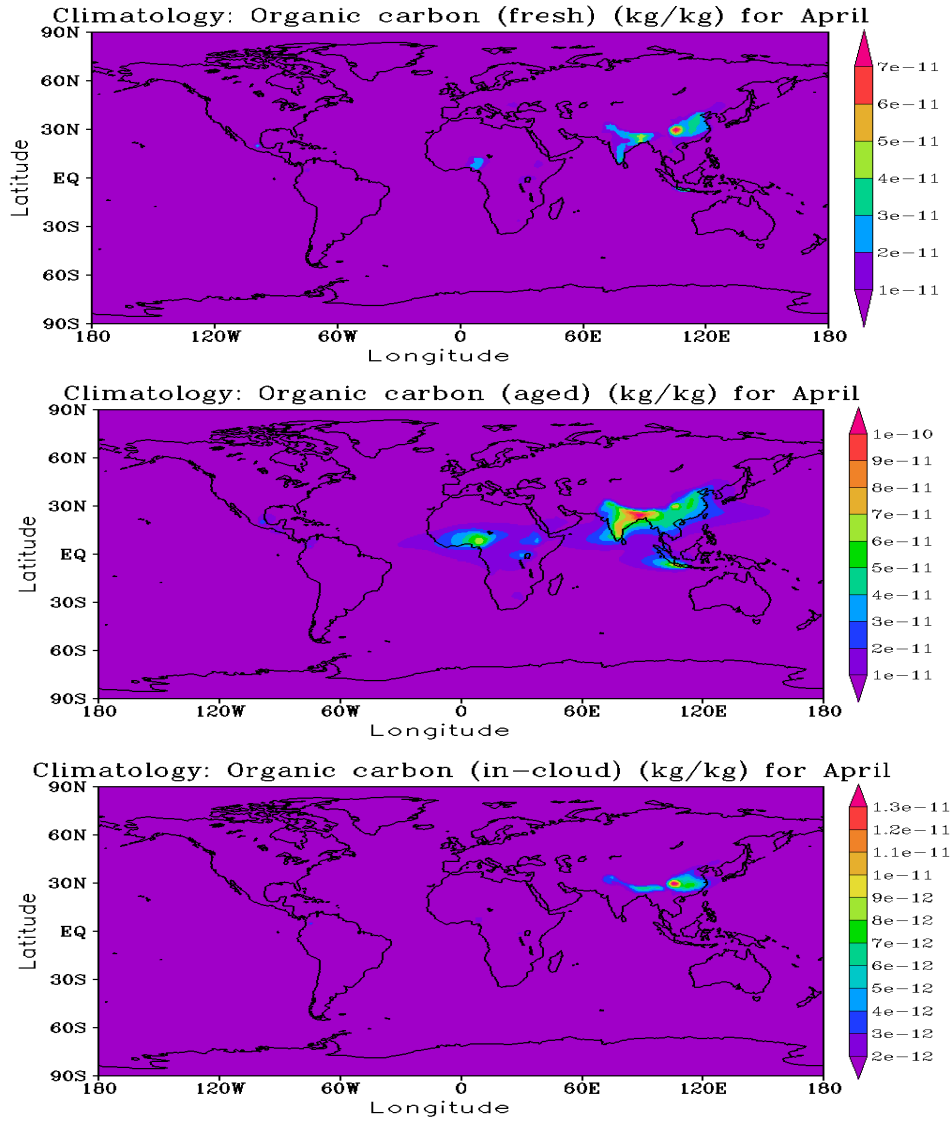 Climatology: Organic carbon (fresh) (kg/kg) for April
90N
60N
30N
EQ
30S
60S
90S
Latitude
180
120W
60W
0
60E
120E
180
Longitude
7e−11
6e−11
5e−11
4e−11
3e−11
2e−11
1e−11
Climatology: Organic carbon (aged) (kg/kg) for April
90N
60N
30N
EQ
30S
60S
90S
Latitude
180
120W
60W
0
60E
120E
180
Longitude
1e−10
9e−11
8e−11
7e−11
6e−11
5e−11
4e−11
3e−11
2e−11
1e−11
Climatology: Organic carbon (in−cloud) (kg/kg) for April
90N
60N
30N
EQ
30S
60S
90S
Latitude
180
120W
60W
0
60E
120E
180
Longitude
1.3e−11
1.2e−11
1.1e−11
1e−11
9e−12
8e−12
7e−12
6e−12
5e−12
4e−12
3e−12
2e−12